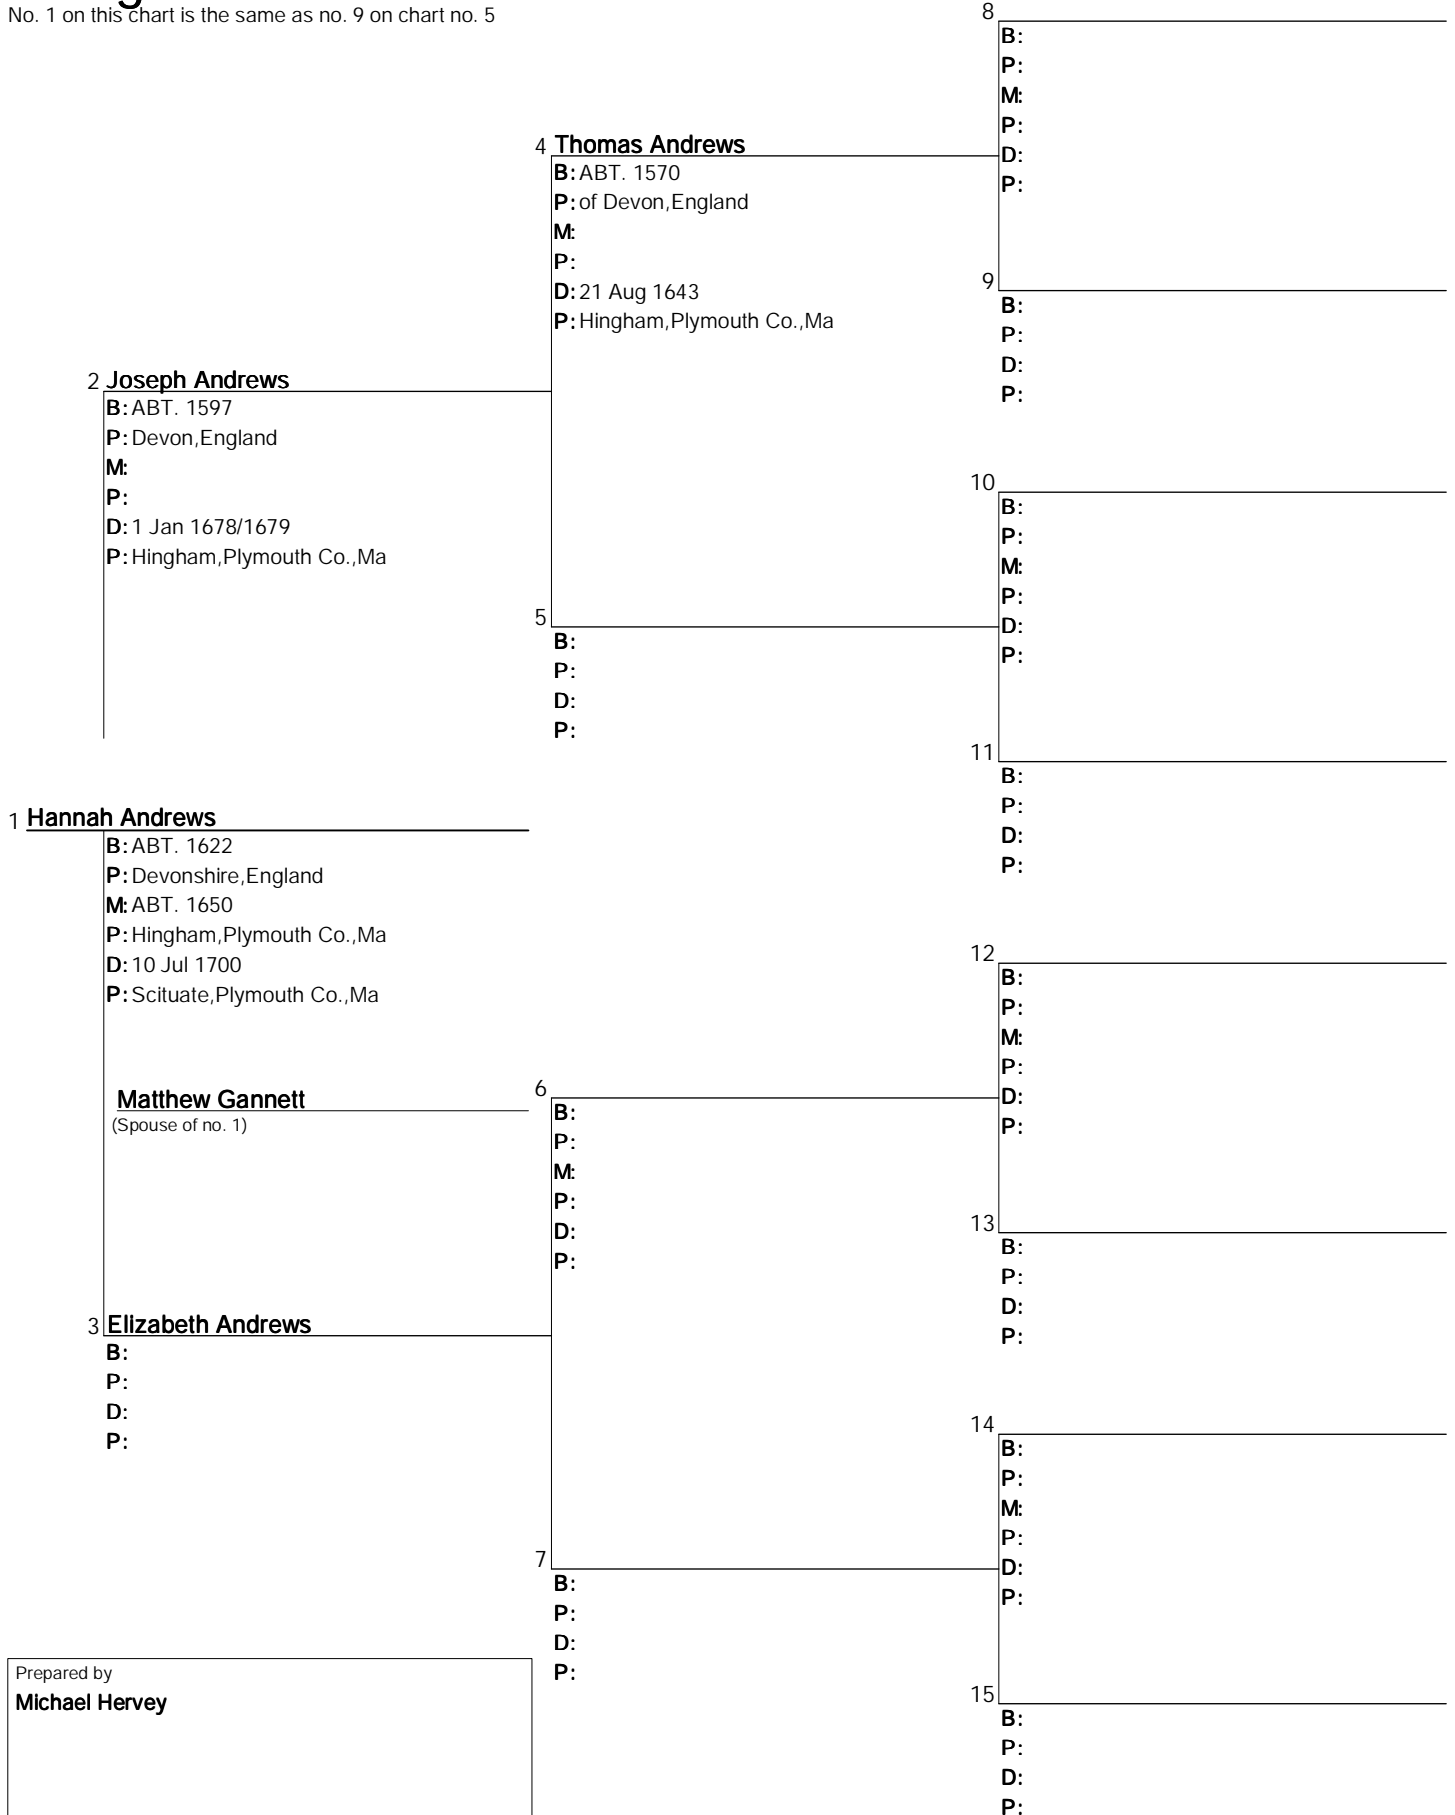 No. 1 on this chart is the same as no. 9 on chart no. 5
8
B:
P:
M:
P:
D:
P:
4 Thomas Andrews
B: ABT. 1570
P: of Devon,England
M:
P:
D: 21 Aug 1643
P: Hingham,Plymouth Co.,Ma
9
B:
P:
D:
P:
2 Joseph Andrews
B: ABT. 1597
P: Devon,England
M:
P:
D: 1 Jan 1678/1679
P: Hingham,Plymouth Co.,Ma
10
B:
P:
M:
P:
D:
P:
5
B:
P:
D:
P:
11
B:
P:
D:
P:
1 Hannah Andrews
B: ABT. 1622
P: Devonshire,England
M: ABT. 1650
P: Hingham,Plymouth Co.,Ma
D: 10 Jul 1700
P: Scituate,Plymouth Co.,Ma
12
B:
P:
M:
P:
D:
P:
Matthew Gannett
(Spouse of no. 1)
6
B:
P:
M:
P:
D:
P:
13
B:
P:
D:
P:
3 Elizabeth Andrews
B:
P:
D:
P:
14
B:
P:
M:
P:
D:
P:
7
B:
P:
D:
P:
15
B:
P:
D:
P:
Prepared by
Michael Hervey